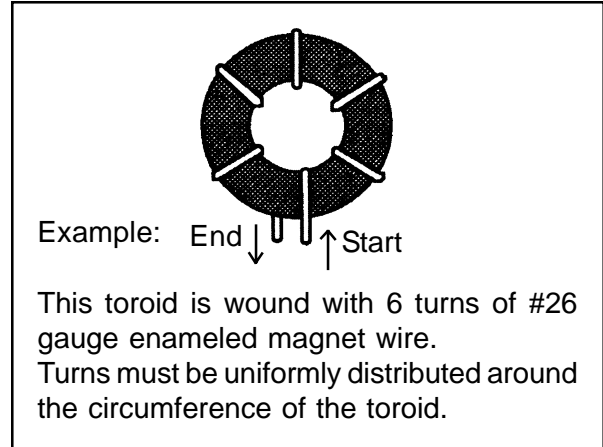 Example: End Start
This toroid is wound with 6 turns of #26
gauge enameled magnet wire.
Turns must be uniformly distributed around
the circumference of the toroid.